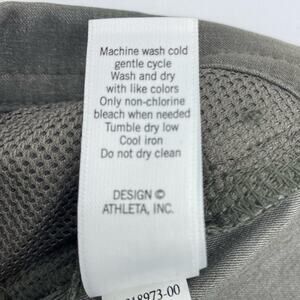 Machine wash cold
gentle cycle
Wash and dry
with like colors
Only non-chlorine
bleach when needed
Tumble dry low
Cool iron
Do not dry clean
DESIGN ©
ATHLETA, INC.